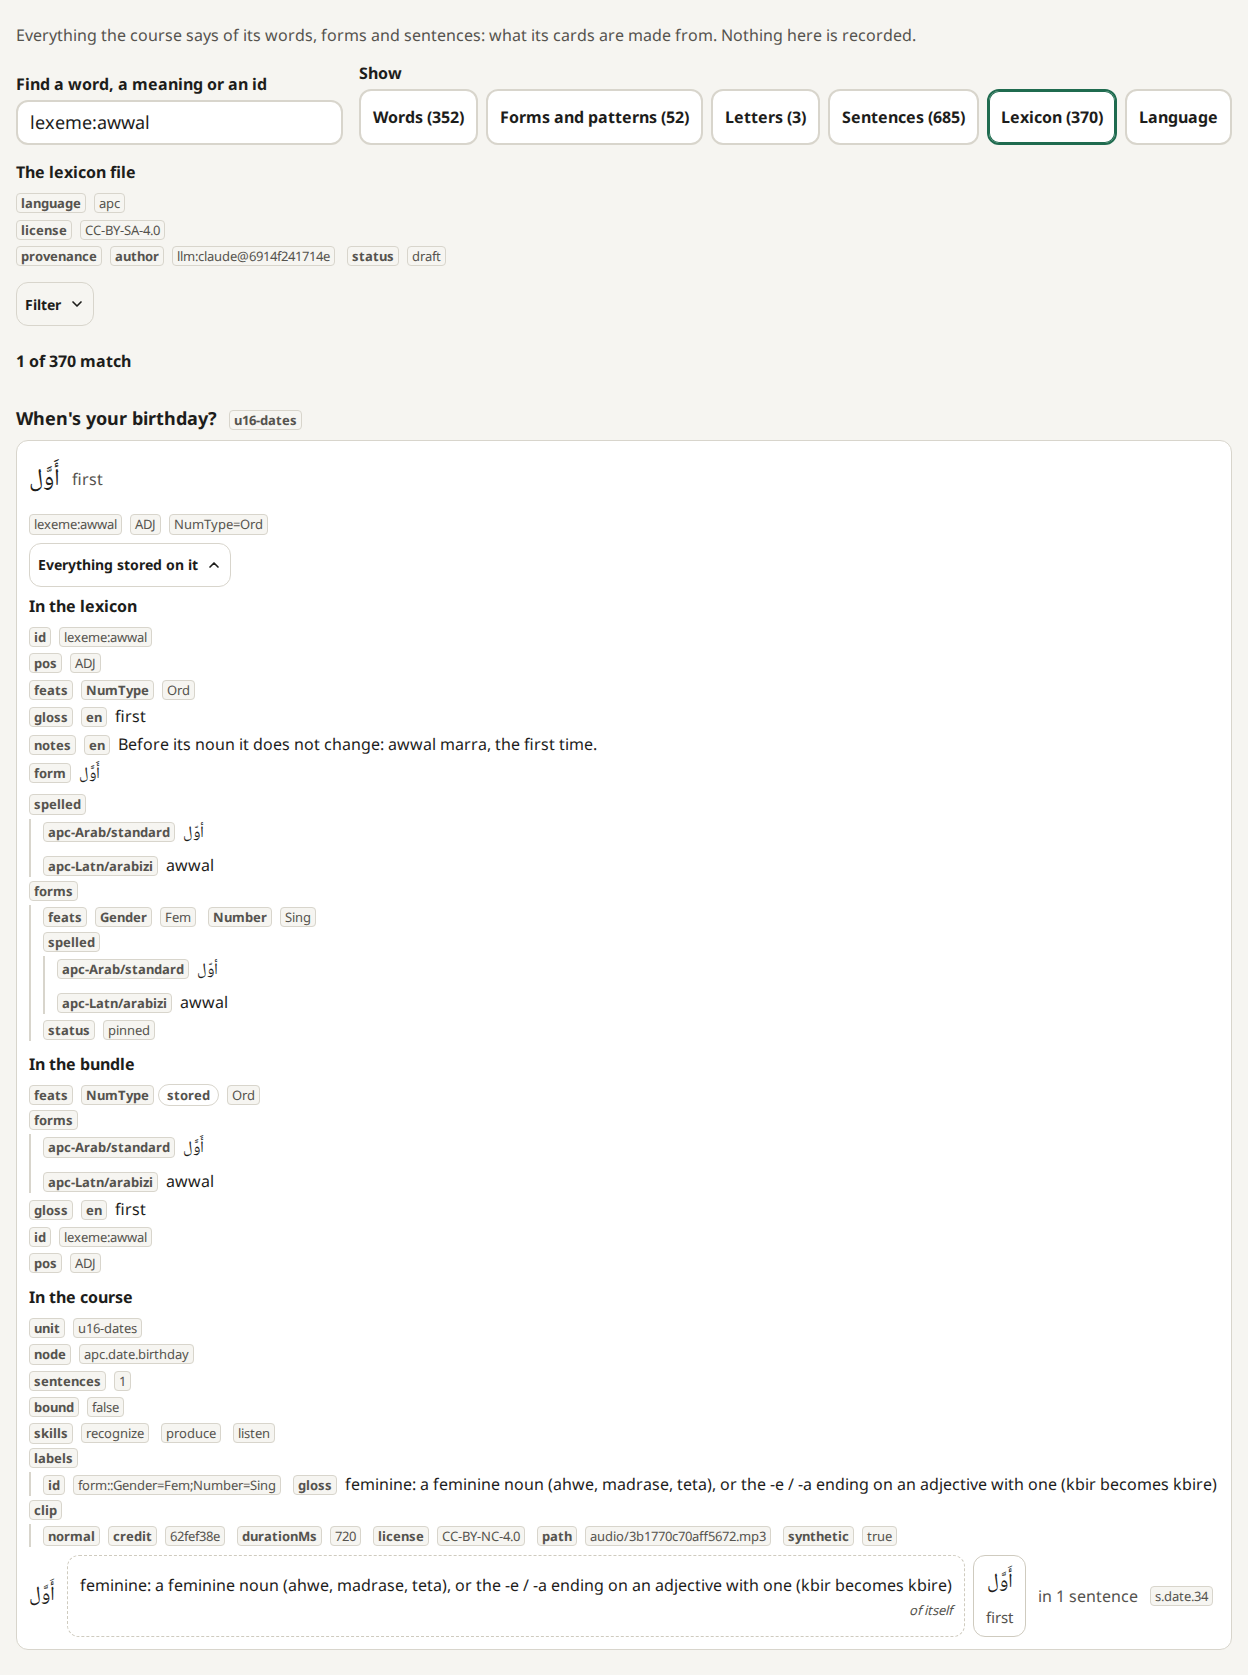 Everything the course says of its words, forms and sentences: what its cards are made from. Nothing here is recorded.
Find a word, a meaning or an id
Show
lexeme:awwal
Words (352)
Forms and patterns (52)
Letters (3)
Sentences (685)
Lexicon (370)
Language
The lexicon file
language apc
license CC-BY-SA-4.0
provenance author llm:claude@6914f241714e status draft
Filter
1 of 370 match
When's your birthday? u16-dates
أَوَّل first
lexeme:awwal ADJ NumType=Ord
Everything stored on it
In the lexicon
id lexeme:awwal
pos ADJ
feats NumType Ord
gloss en first
notes en Before its noun it does not change: awwal marra, the first time.
form أَوَّل
spelled
apc-Arab/standard أوّل
apc-Latn/arabizi awwal
forms
feats Gender Fem Number Sing
spelled
apc-Arab/standard أوّل
apc-Latn/arabizi awwal
status pinned
In the bundle
feats NumType stored Ord
forms
apc-Arab/standard أَوَّل
apc-Latn/arabizi awwal
gloss en first
id lexeme:awwal
pos ADJ
In the course
unit u16-dates
node apc.date.birthday
sentences 1
bound false
skills recognize produce listen
labels
id form::Gender=Fem;Number=Sing gloss feminine: a feminine noun (ahwe, madrase, teta), or the -e / -a ending on an adjective with one (kbir becomes kbire)
clip
normal credit 62fef38e durationMs 720 license CC-BY-NC-4.0 path audio/3b1770c70aff5672.mp3 synthetic true
أَوَّل
feminine: a feminine noun (ahwe, madrase, teta), or the -e / -a ending on an adjective with one (kbir becomes kbire)
of itself
أَوَّل
first
in 1 sentence s.date.34